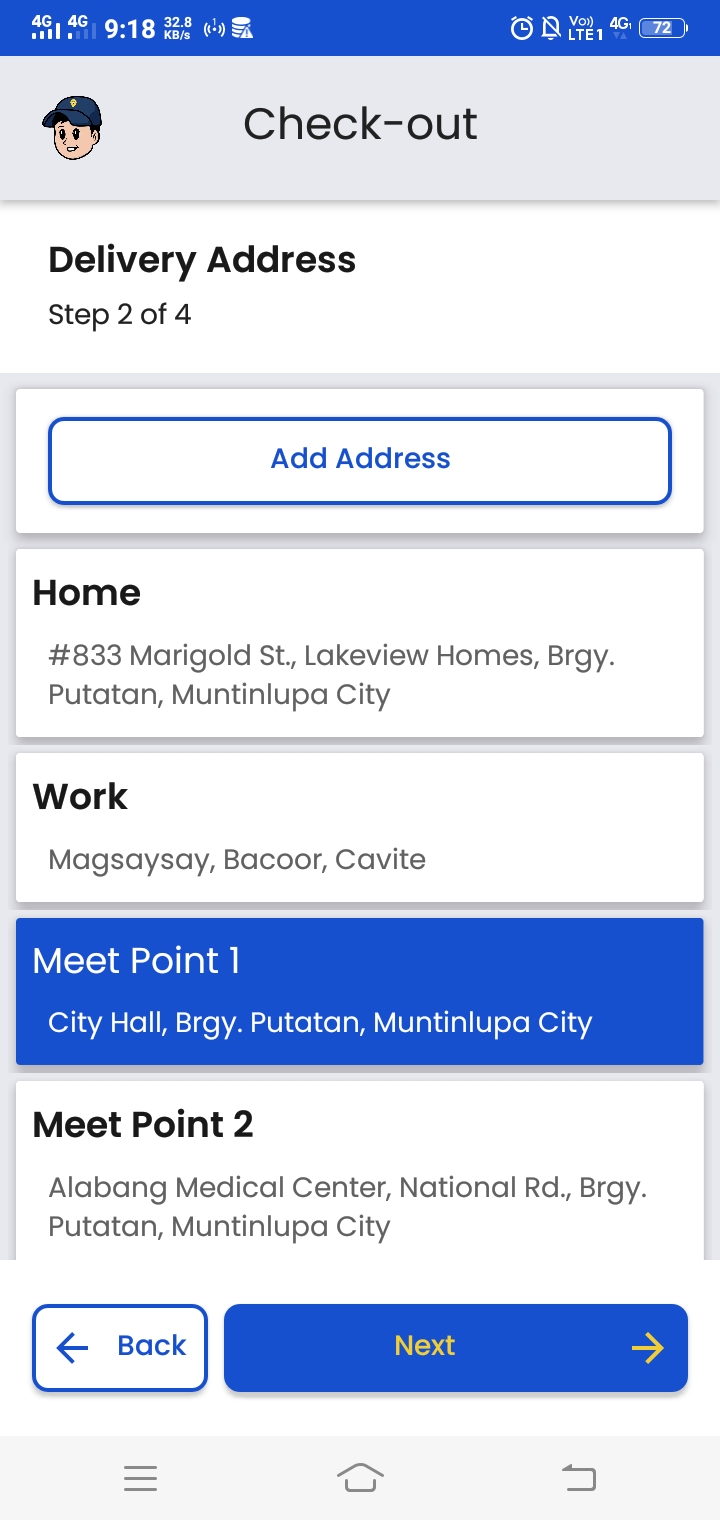 4G 4G 9:18 32.8 KB/s Vo)) LTE1 4G 72
Check-out
Delivery Address
Step 2 of 4
Add Address
Home
#833 Marigold St., Lakeview Homes, Brgy.
Putatan, Muntinlupa City
Work
Magsaysay, Bacoor, Cavite
Meet Point 1
City Hall, Brgy. Putatan, Muntinlupa City
Meet Point 2
Alabang Medical Center, National Rd., Brgy.
Putatan, Muntinlupa City
Back Next